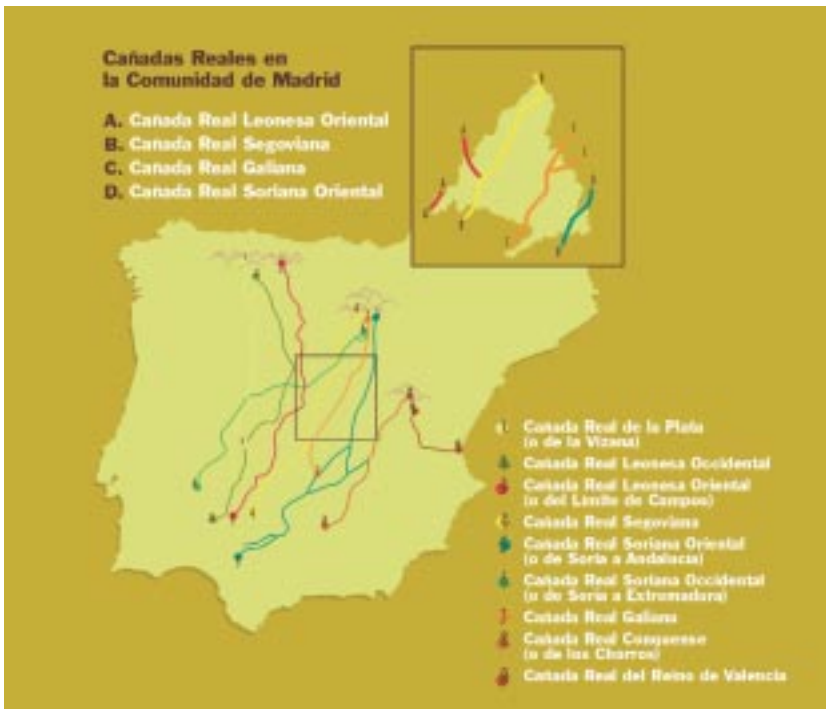 Cañadas Reales en
la Comunidad de Madrid
A. Cañada Real Leonesa Oriental
B. Cañada Real Segoviana
C. Cañada Real Galiana
D. Cañada Real Soriana Oriental
Cañada Real de la Plata
(o de la Vizana)
Cañada Real Leonesa Occidental
Cañada Real Leonesa Oriental
(o del Límite de Campos)
Cañada Real Segoviana
Cañada Real Soriana Oriental
(o de Soria a Andalucía)
Cañada Real Soriana Occidental
(o de Soria a Extremadura)
Cañada Real Galiana
Cañada Real Conquense
(o de los Chorros)
Cañada Real del Reino de Valencia